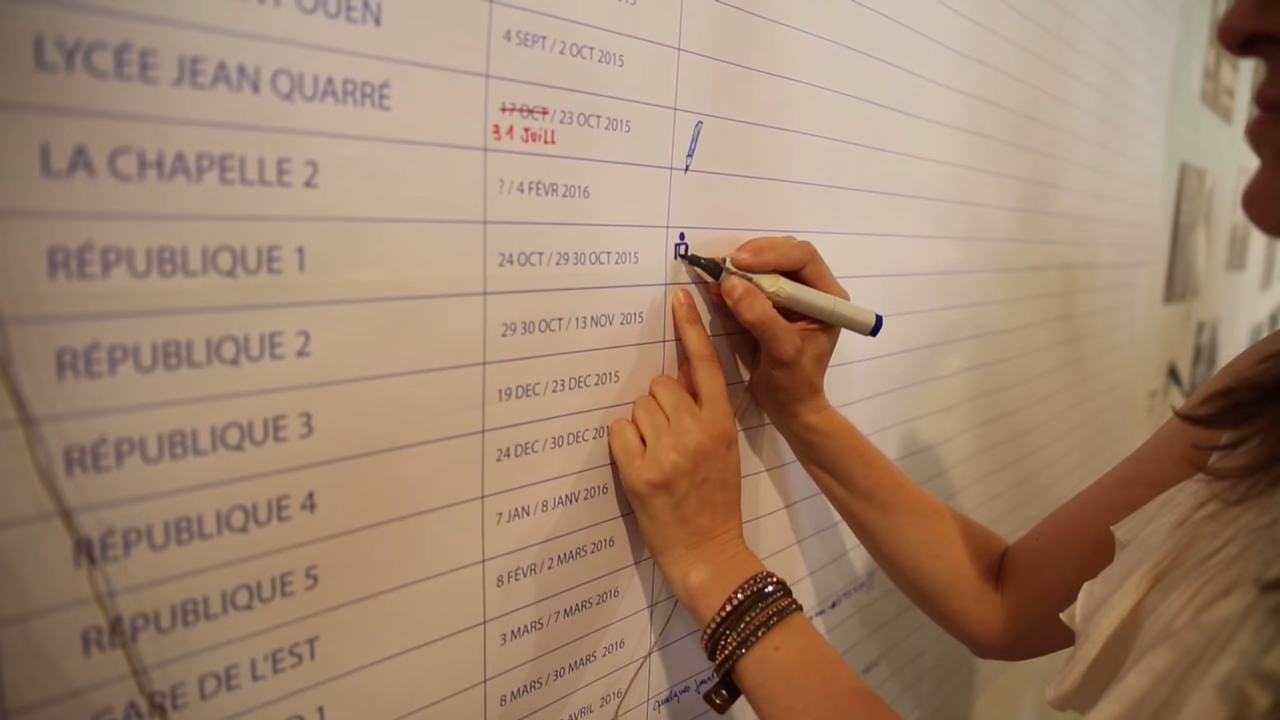 OUEN
4 SEPT / 2 OCT 2015
LYCÉE JEAN QUARRÉ
17 OCT / 23 OCT 2015
31 JUILL
LA CHAPELLE 2
? / 4 FÉVR 2016
RÉPUBLIQUE 1
24 OCT / 29 30 OCT 2015
RÉPUBLIQUE 2
29 30 OCT / 13 NOV 2015
RÉPUBLIQUE 3
19 DEC / 23 DEC 2015
RÉPUBLIQUE 4
24 DEC / 30 DEC 201
RÉPUBLIQUE 5
7 JAN / 8 JANV 2016
GARE DE L'EST
8 FÉVR / 2 MARS 2016
3 MARS / 7 MARS 2016
8 MARS / 30 MARS 2016
AVRIL 2016
quelques